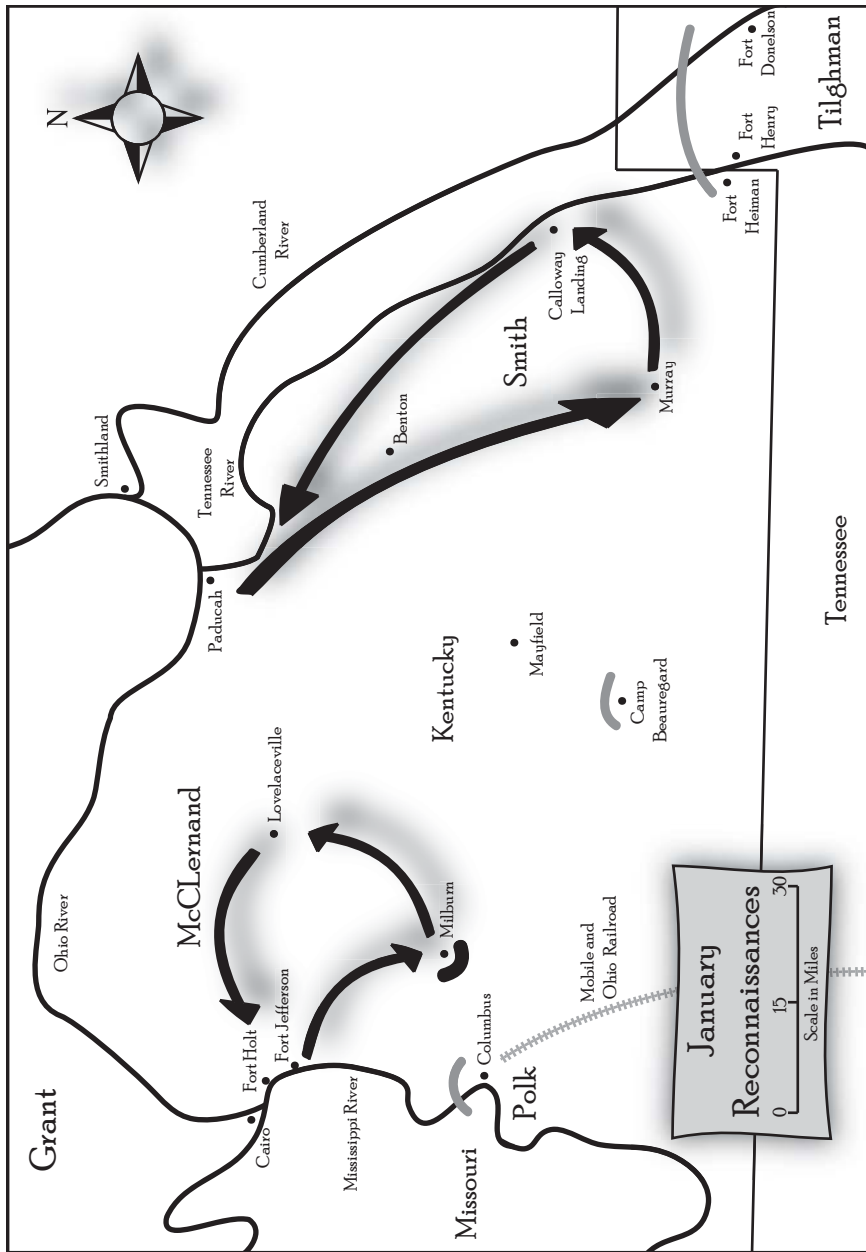 N
Grant
Ohio River
Smithland
Cumberland
River
Cairo
Fort Holt
Fort Jefferson
McCLernand
Lovelaceville
Paducah
Tennessee
River
Mississippi River
Missouri
Milburn
Benton
Kentucky
Mayfield
Smith
Calloway
Landing
Murray
Columbus
Polk
Mobile and
Ohio Railroad
Camp
Beauregard
Fort
Heiman
Fort
Henry
Fort
Donelson
Tilghman
Tennessee
January
Reconnaissances
0 15 30
Scale in Miles